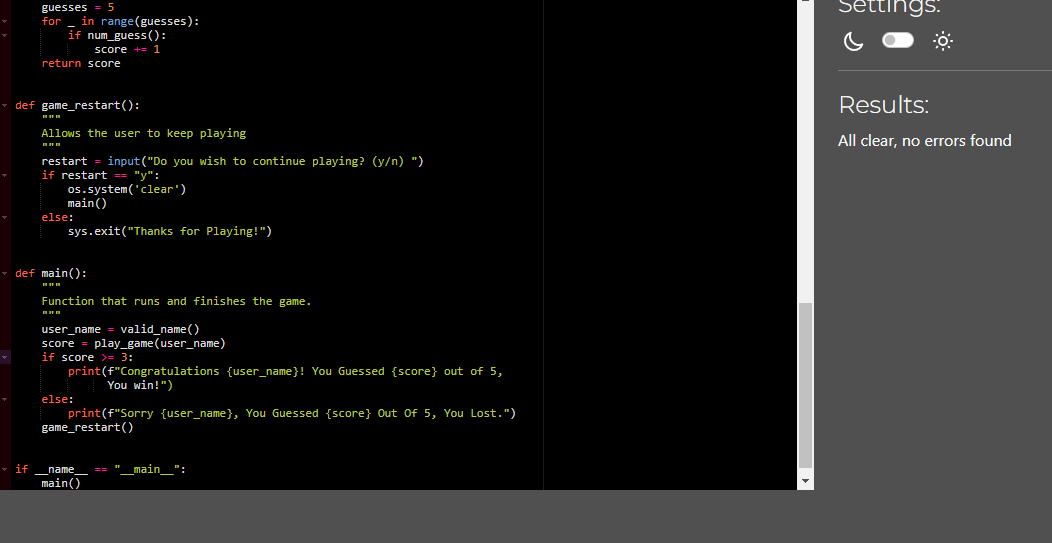 guesses = 5
for _ in range(guesses):
if num_guess():
score += 1
return score
def game_restart():
"""
Allows the user to keep playing
"""
restart = input("Do you wish to continue playing? (y/n) ")
if restart == "y":
os.system('clear')
main()
else:
sys.exit("Thanks for Playing!")
def main():
"""
Function that runs and finishes the game.
"""
user_name = valid_name()
score = play_game(user_name)
if score >= 3:
print(f"Congratulations {user_name}! You Guessed {score} out of 5,
You win!")
else:
print(f"Sorry {user_name}, You Guessed {score} Out Of 5, You Lost.")
game_restart()
if __name__ == "__main__":
main()
Settings:
Results:
All clear, no errors found